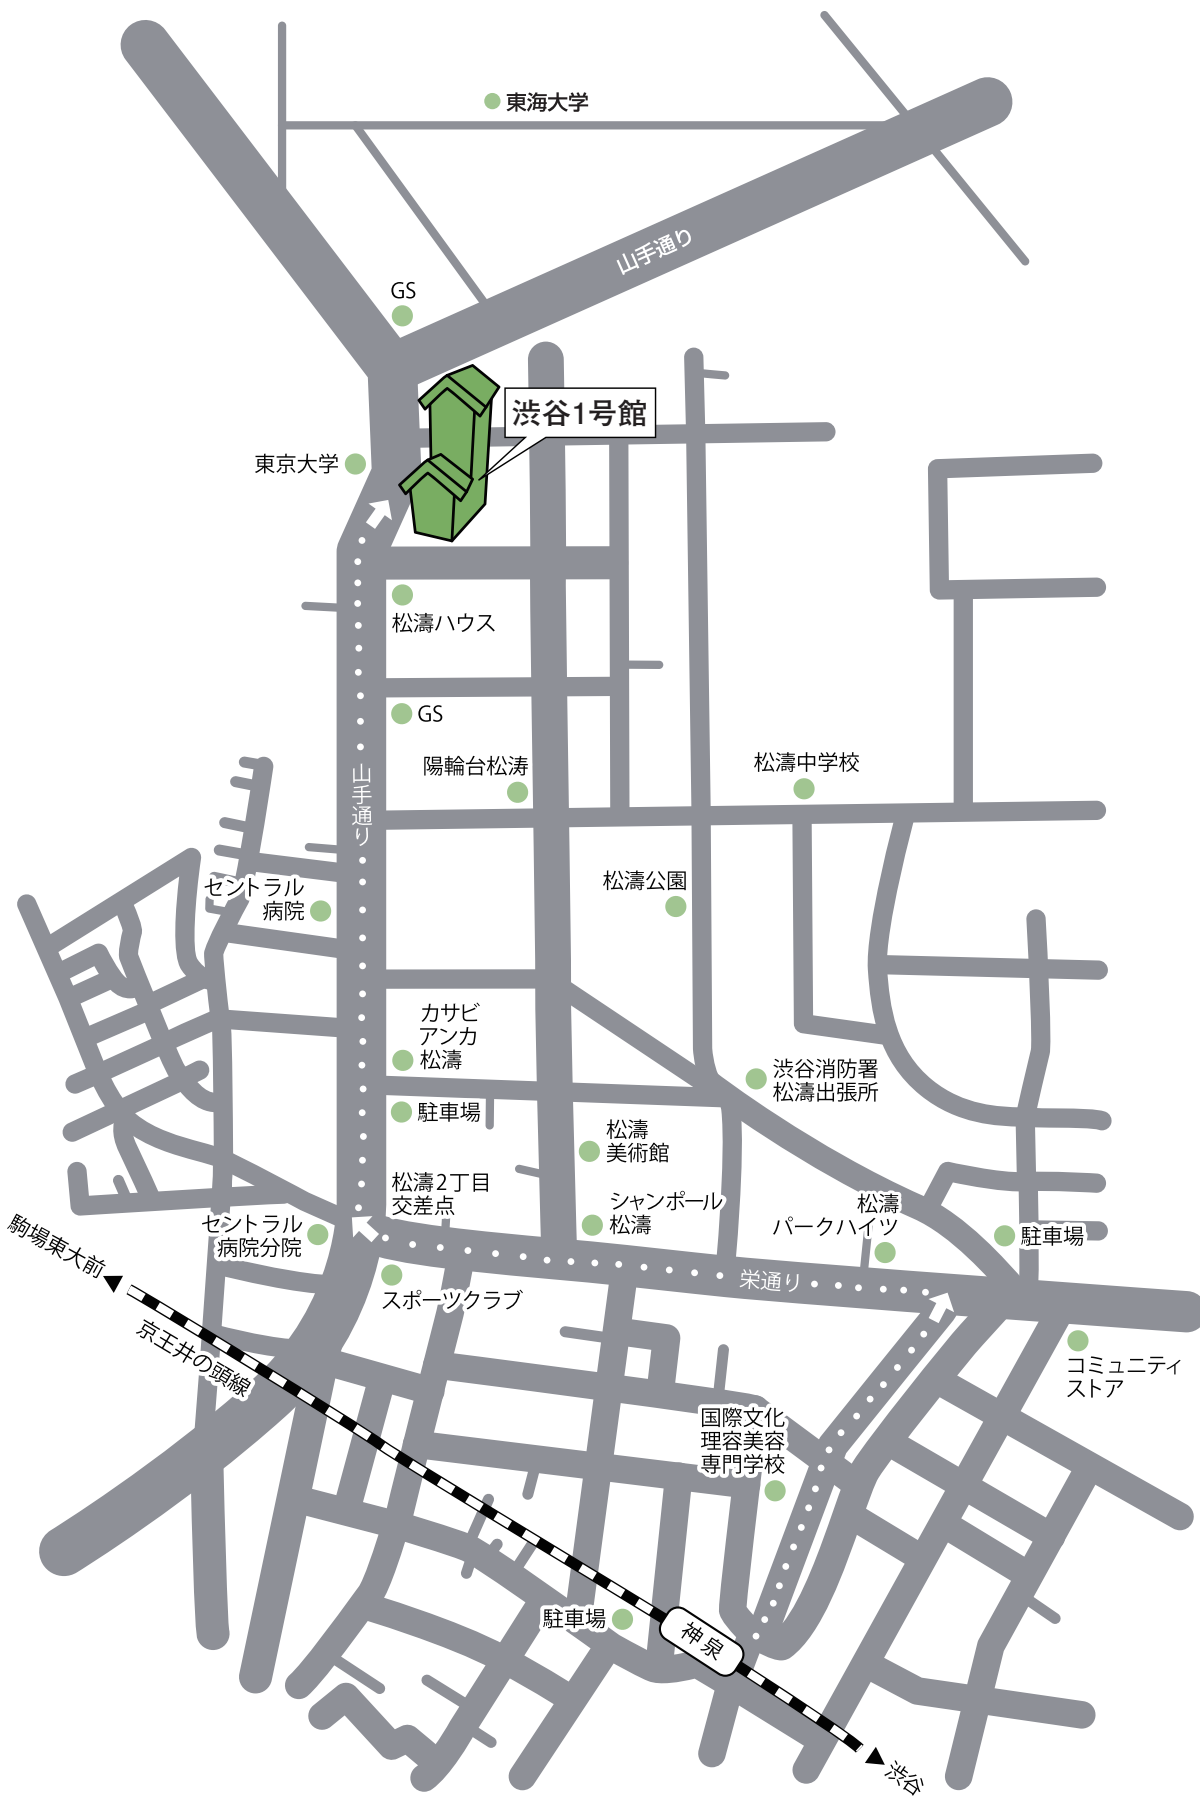 東海大学
山手通り
GS
渋谷1号館
東京大学
松濤ハウス
GS
山手通り
陽輪台松涛
松濤中学校
セントラル
病院
松濤公園
カサビ
アンカ
松濤
渋谷消防署
松濤出張所
駐車場
松濤
美術館
松濤2丁目
交差点
シャンポール
松濤
松濤
パークハイツ
駐車場
セントラル
病院分院
駒場東大前
栄通り
スポーツクラブ
京王井の頭線
コミュニティ
ストア
国際文化
理容美容
専門学校
駐車場
神泉
渋谷